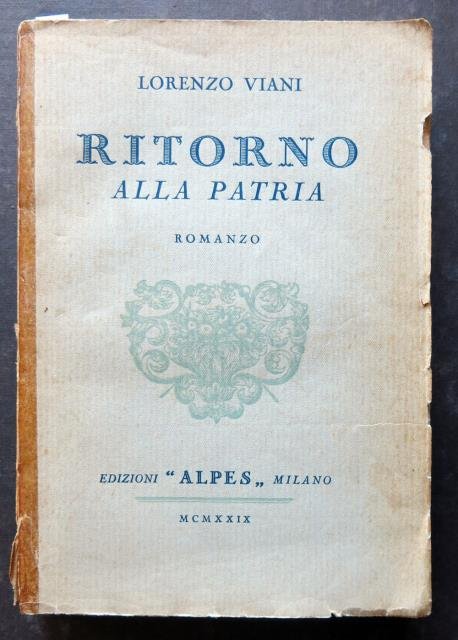 LORENZO VIANI
RITORNO
ALLA PATRIA
ROMANZO
EDIZIONI “ALPES„ MILANO
MCMXXIX